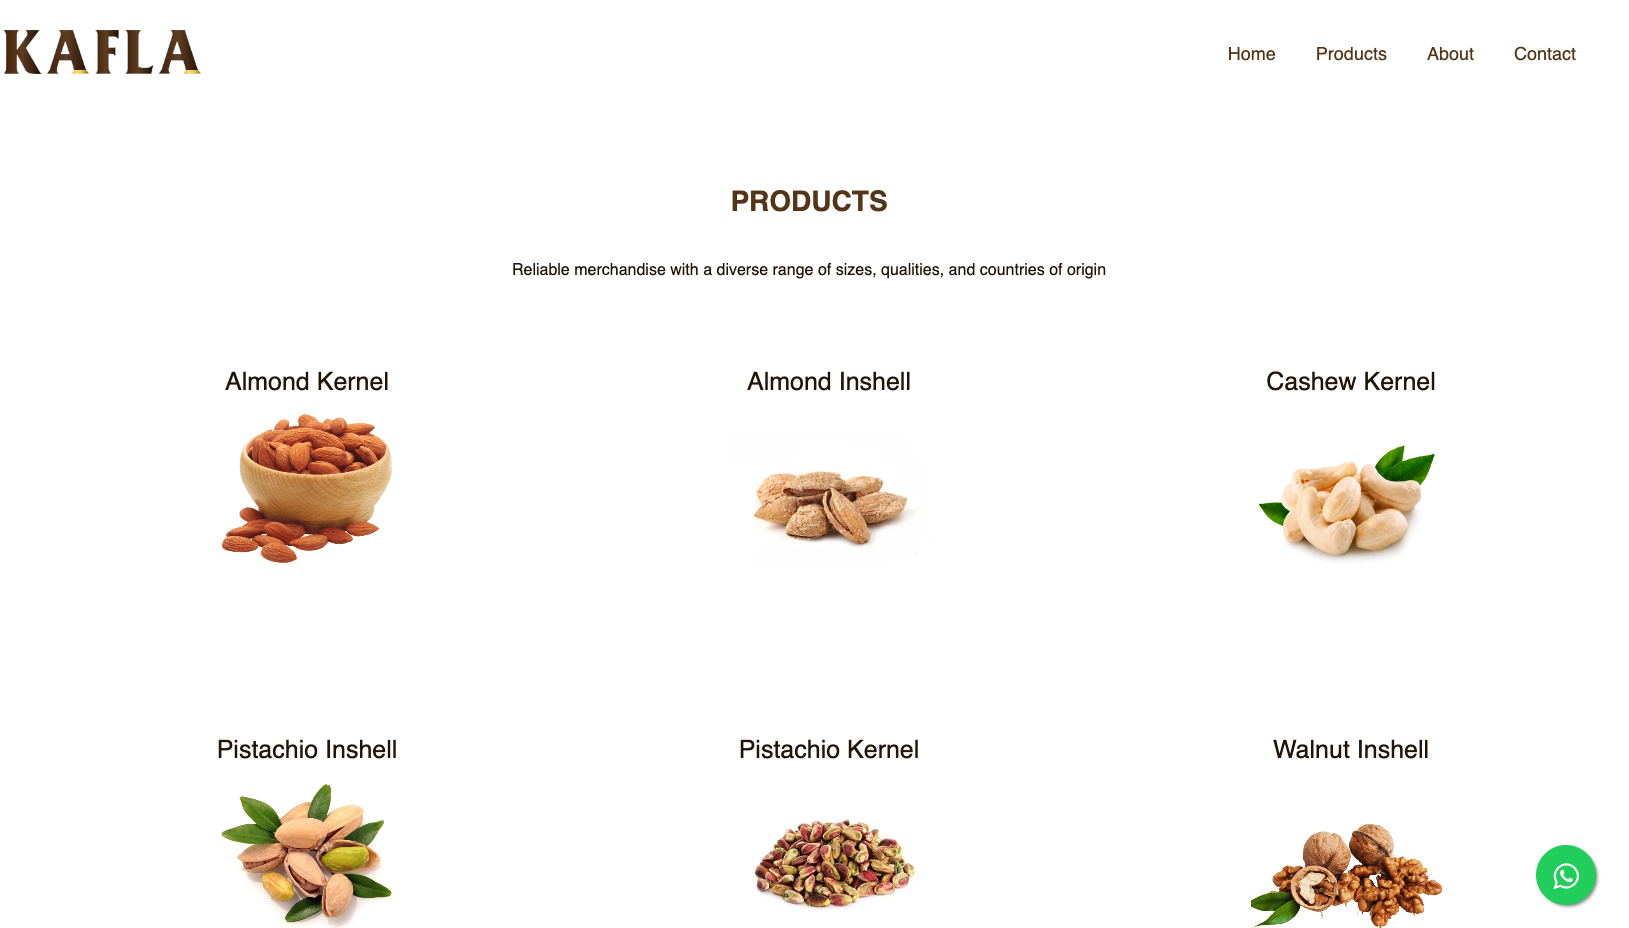 KAFLA
Home Products About Contact
PRODUCTS
Reliable merchandise with a diverse range of sizes, qualities, and countries of origin
Almond Kernel
Almond Inshell
Cashew Kernel
Pistachio Inshell
Pistachio Kernel
Walnut Inshell